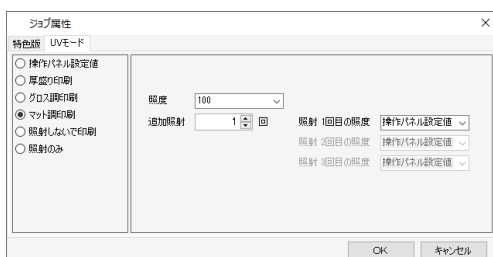 ジョブ属性
特色版 UVモード
操作パネル設定値
厚盛り印刷
グロス調印刷
マット調印刷
照射しないで印刷
照射のみ
照度 100
追加照射 1 回 照射 1回目の照度 操作パネル設定値
照射 2回目の照度 操作パネル設定値
照射 3回目の照度 操作パネル設定値
OK キャンセル